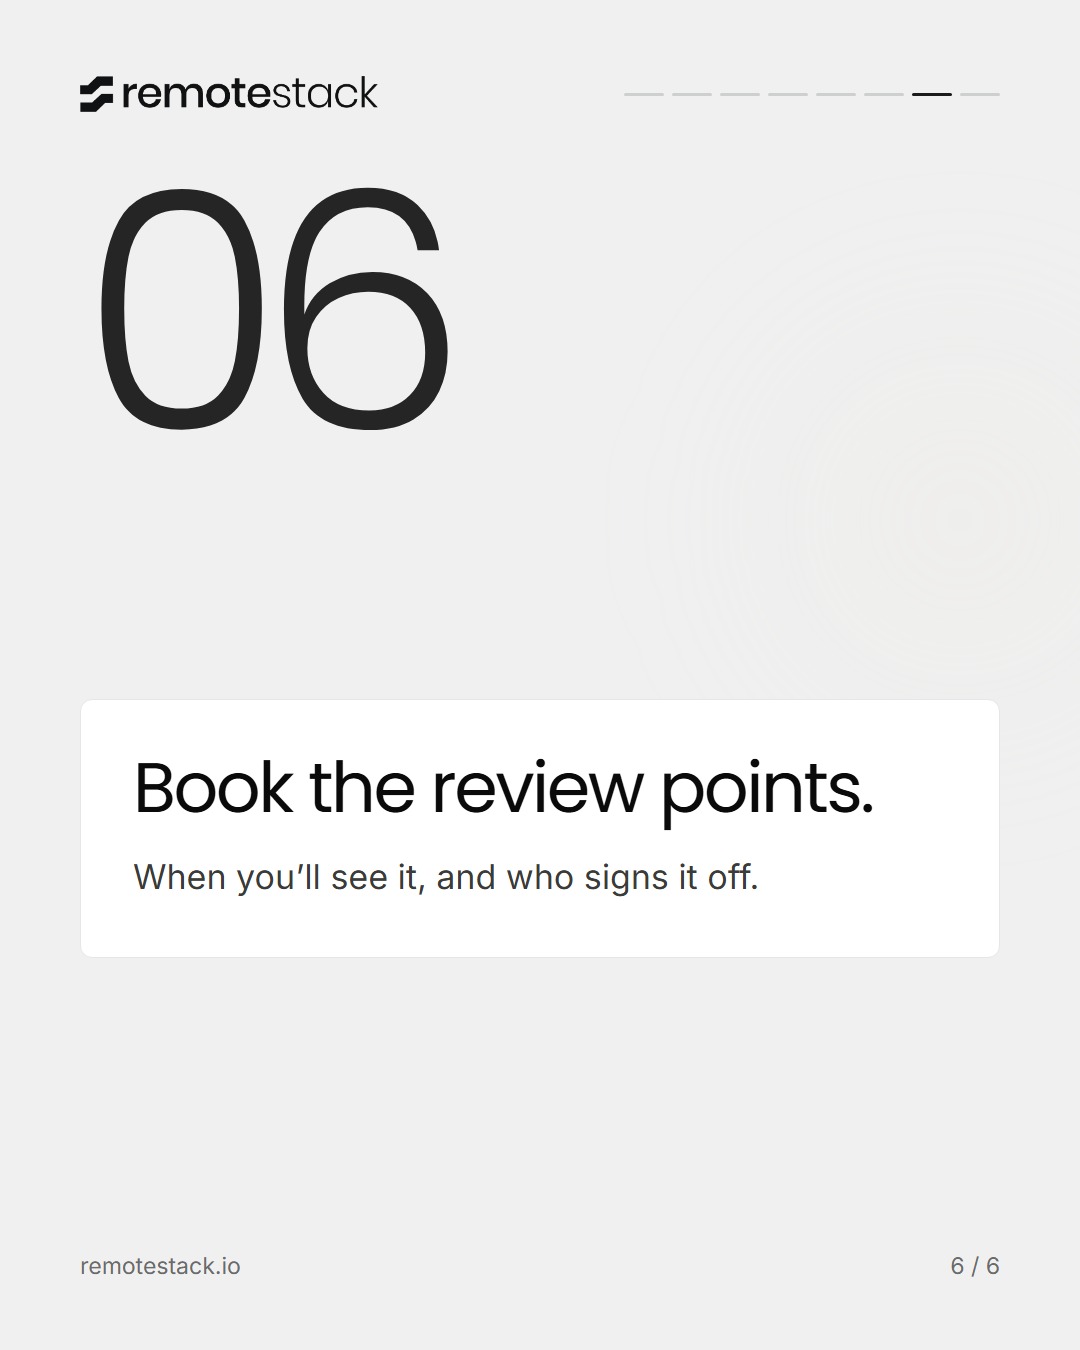 remotestack
06
Book the review points.
When you’ll see it, and who signs it off.
remotestack.io
6 / 6